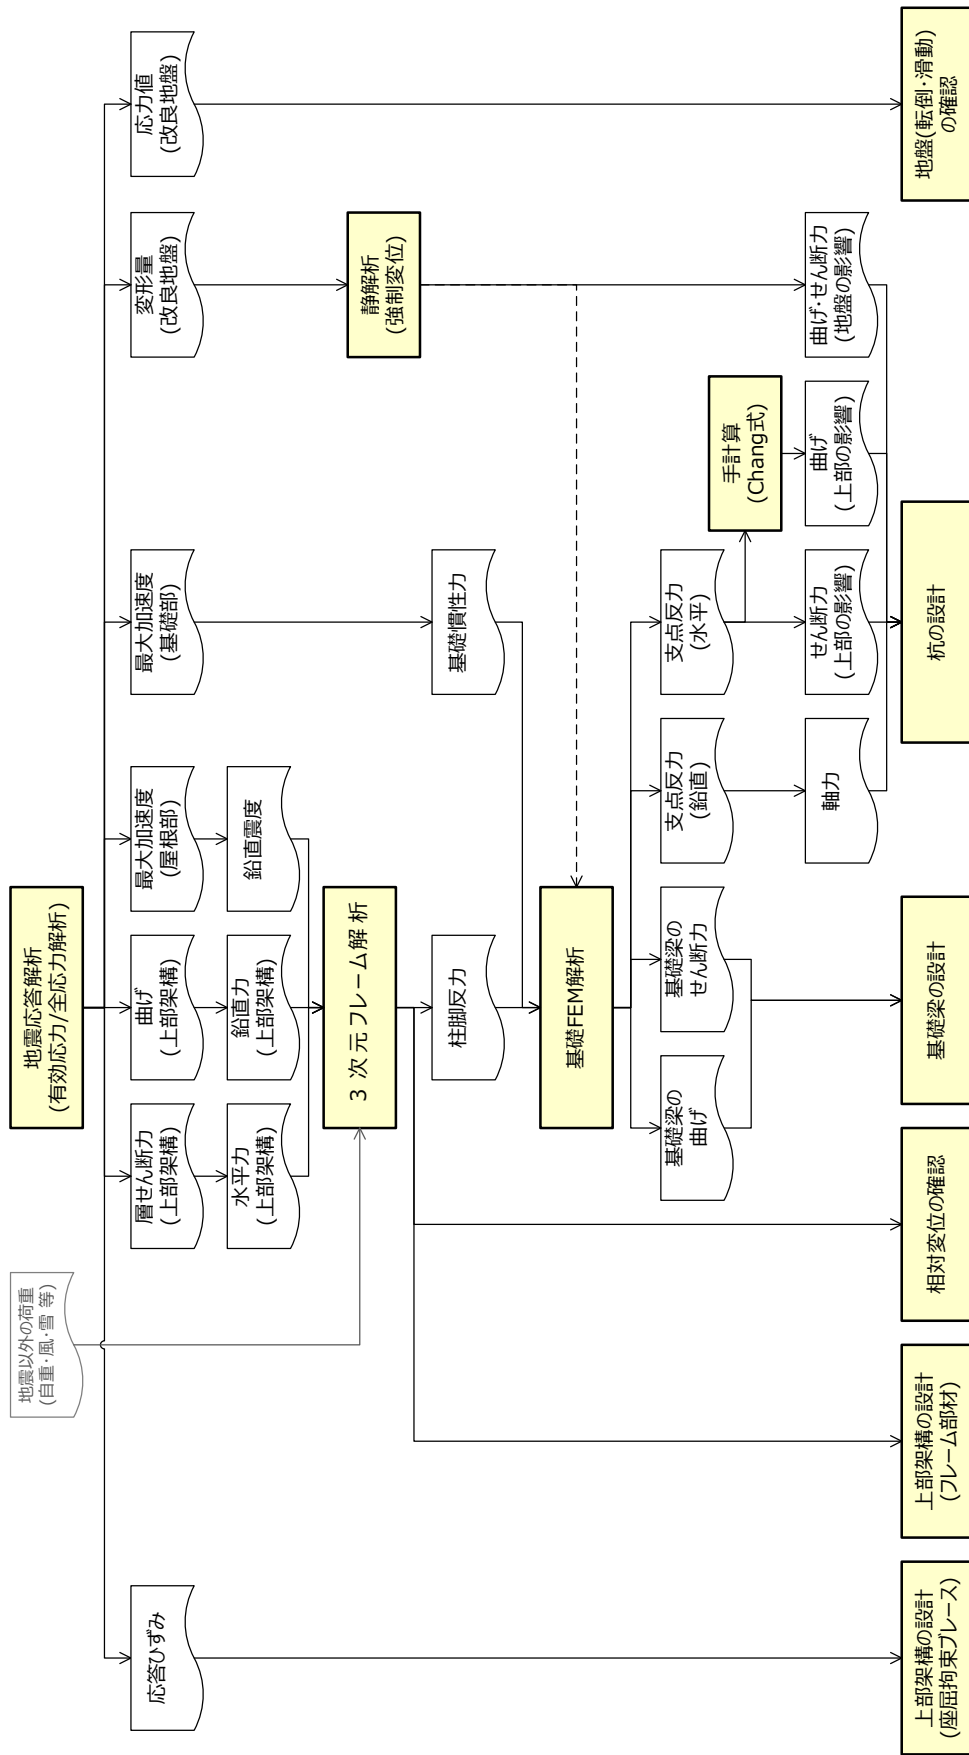 地震以外の荷重
(自重・風・雪 等)
地震応答解析
(有効応力/全応力解析)
応答ひずみ
層せん断力
(上部架構)
曲げ
(上部架構)
最大加速度
(屋根部)
最大加速度
(基礎部)
変形量
(改良地盤)
応力値
(改良地盤)
水平力
(上部架構)
鉛直力
(上部架構)
鉛直震度
3 次元フレーム解析
静解析
(強制変位)
柱脚反力
基礎慣性力
基礎FEM解析
基礎梁の
曲げ
基礎梁の
せん断力
支点反力
(鉛直)
支点反力
(水平)
手計算
(Chang式)
軸力
せん断力
(上部の影響)
曲げ
(上部の影響)
曲げ・せん断力
(地盤の影響)
上部架構の設計
(座屈拘束ブレース)
上部架構の設計
(フレーム部材)
相対変位の確認
基礎梁の設計
杭の設計
地盤(転倒・滑動)
の確認